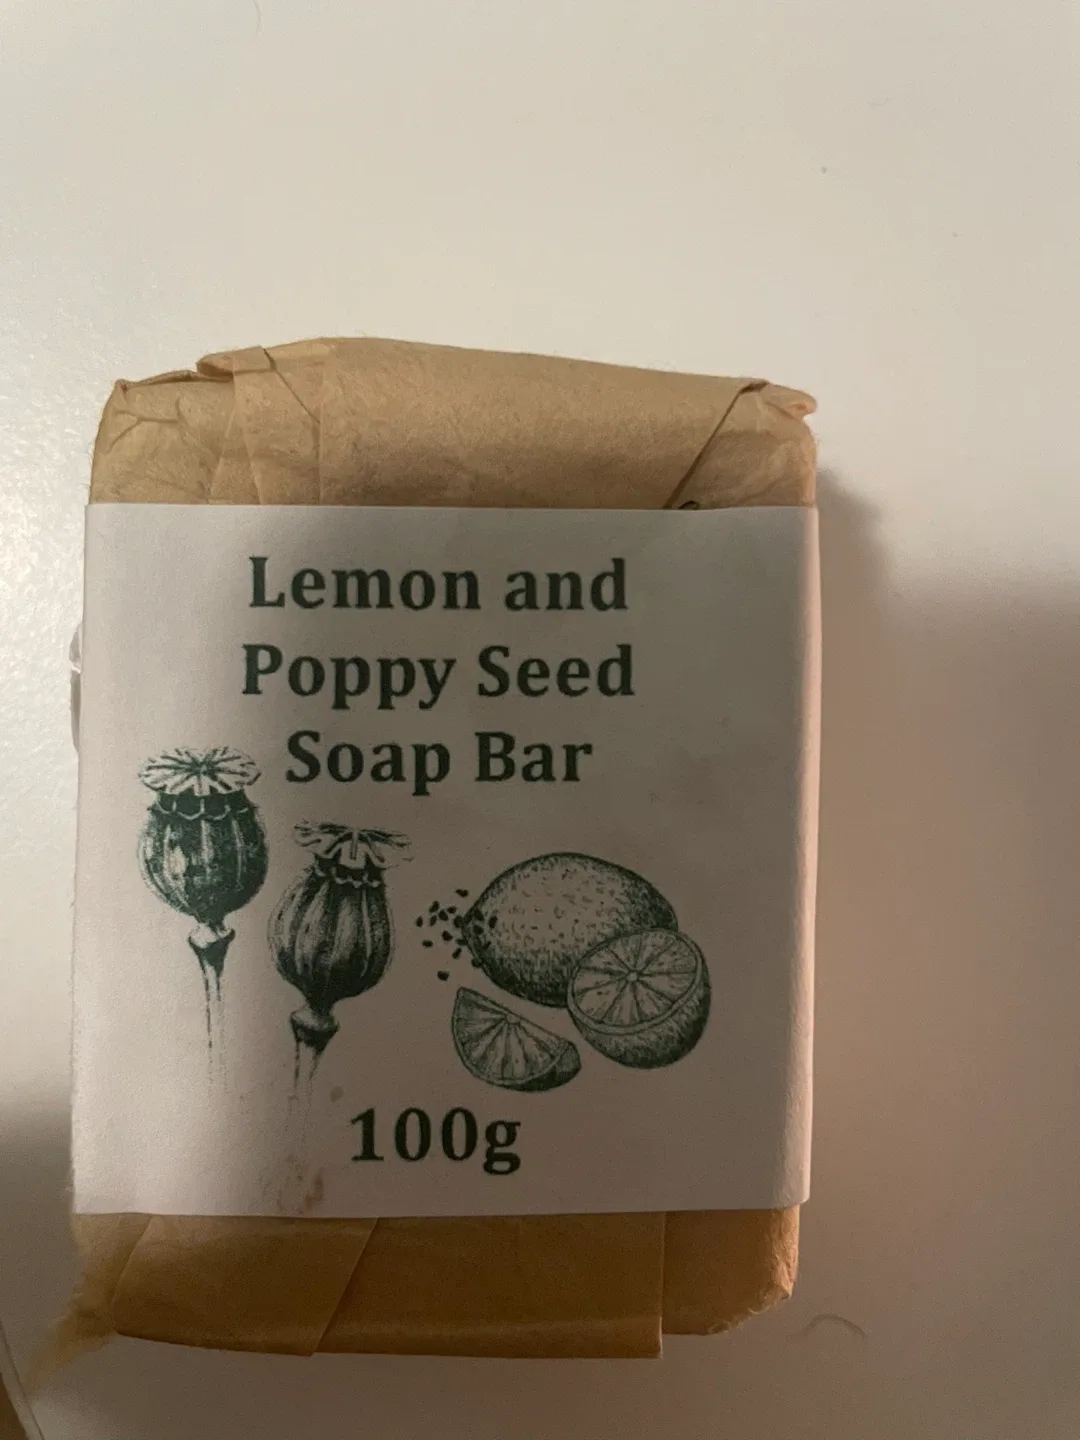 Lemon and
Poppy Seed
Soap Bar
100g